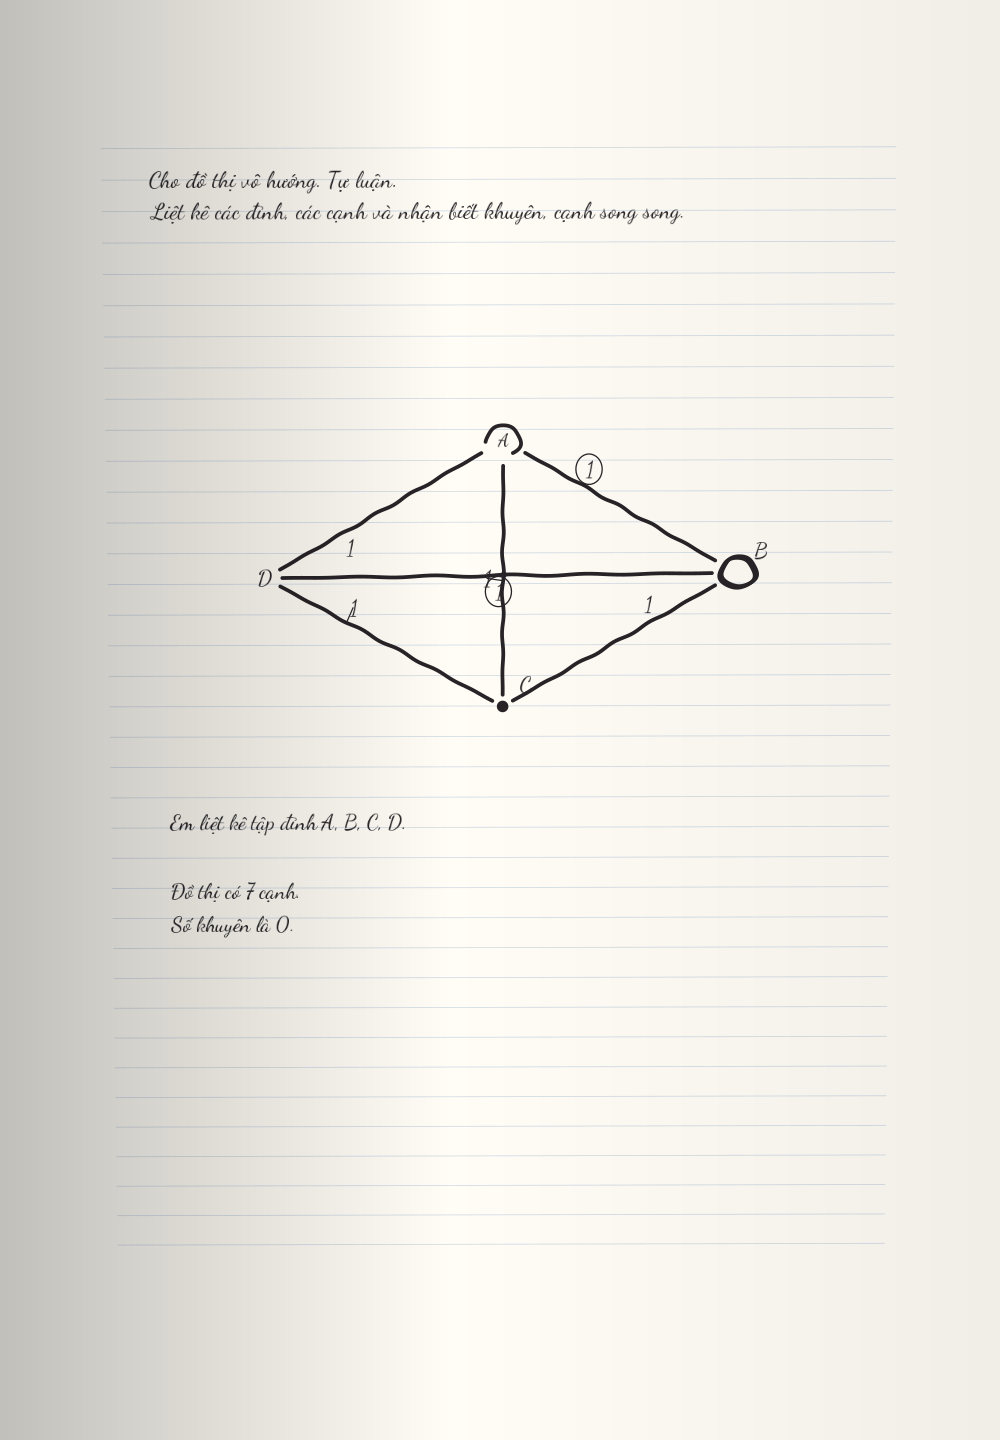 Cho đồ thị vô hướng. Tự luận.
Liệt kê các đỉnh, các cạnh và nhận biết khuyên, cạnh song song.
A
1
B
1
D
1
1
1
1
C
Em liệt kê tập đỉnh A, B, C, D.
Đồ thị có 7 cạnh.
Số khuyên là 0.